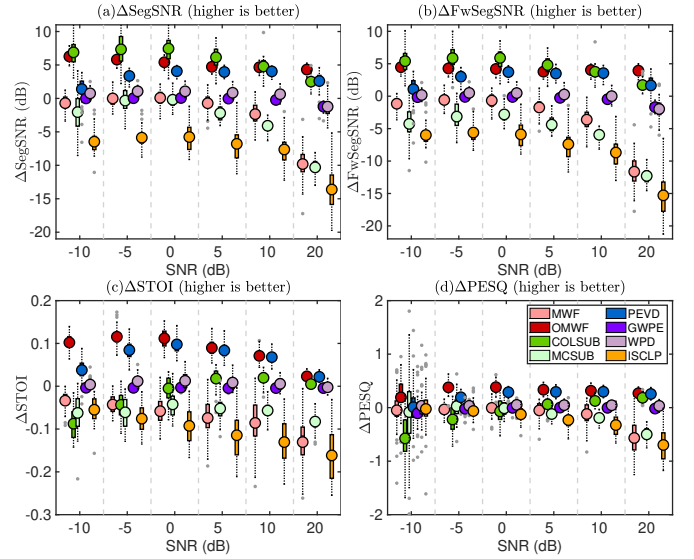 (a)ΔSegSNR (higher is better)
ΔSegSNR (dB)
10
5
0
-5
-10
-15
-20
-10 -5 0 5 10 20
SNR (dB)
(b)ΔFwSegSNR (higher is better)
ΔFwSegSNR (dB)
10
5
0
-5
-10
-15
-20
-10 -5 0 5 10 20
SNR (dB)
(c)ΔSTOI (higher is better)
ΔSTOI
0.2
0.1
0
-0.1
-0.2
-0.3
-10 -5 0 5 10 20
SNR (dB)
(d)ΔPESQ (higher is better)
ΔPESQ
2
1
0
-1
-2
MWF PEVD
OMWF GWPE
COLSUB WPD
MCSUB ISCLP
-10 -5 0 5 10 20
SNR (dB)